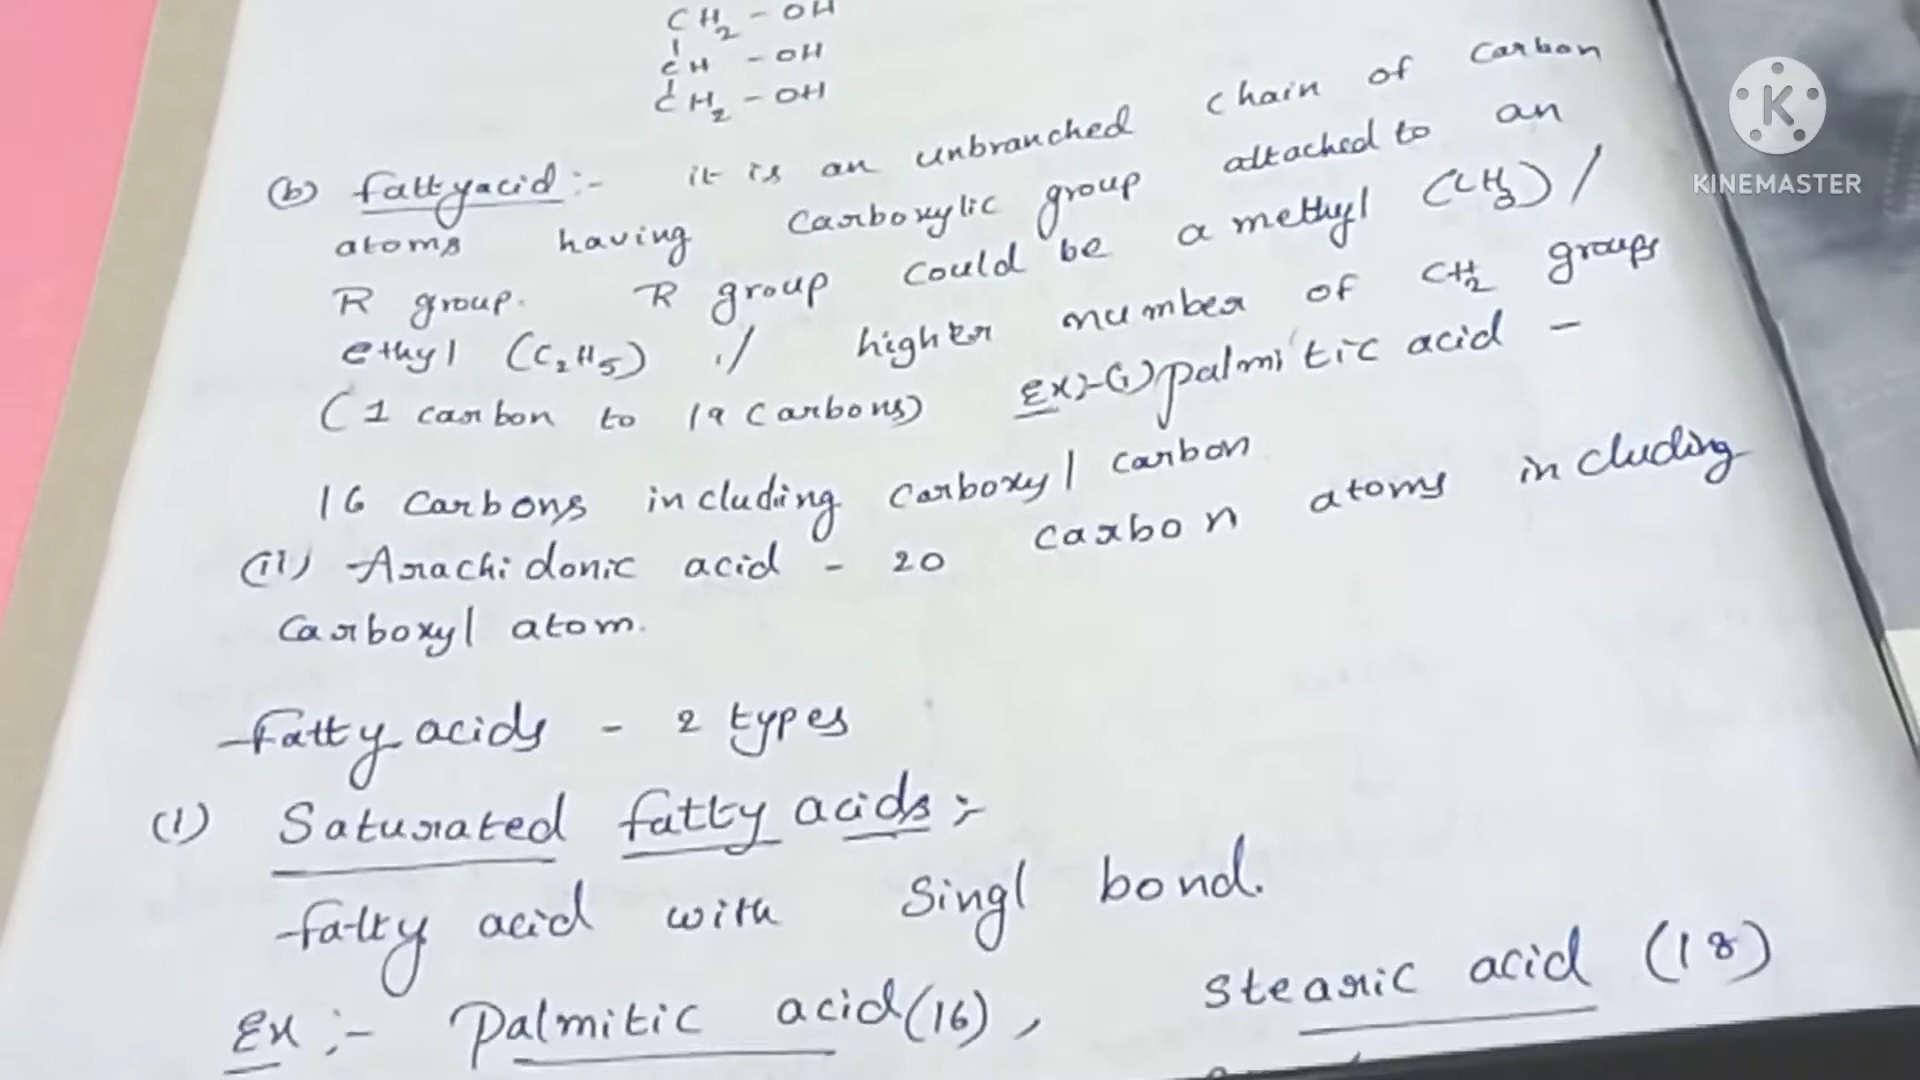 CH2 - OH
CH - OH
CH2 - OH
(b) fattyacid :- it is an unbranched chain of carbon
atoms having carboxylic group attached to an
R group. R group could be a methyl (CH3) /
ethyl (C2H5) / higher number of CH2 groups
(1 carbon to 19 carbons) Ex:- (i) palmitic acid -
16 carbons including carboxyl carbon
(ii) Arachidonic acid - 20 carbon atoms including
carboxyl atom.
fatty acids - 2 types
(1) Saturated fatty acids :-
fatty acid with Singl bond.
Ex :- Palmitic acid (16), stearic acid (18)
K
KINEMASTER